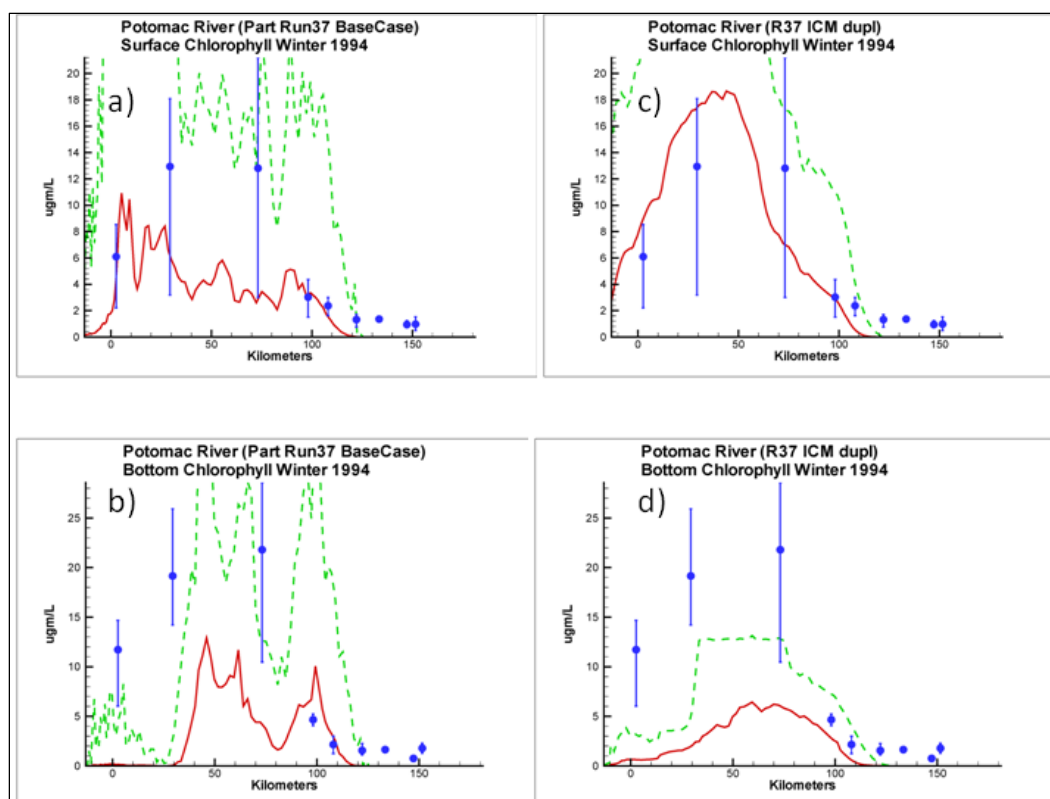 Potomac River (Part Run37 BaseCase)
Surface Chlorophyll Winter 1994
a)
ugm/L
20
18
16
14
12
10
8
6
4
2
0
0 50 100 150
Kilometers
Potomac River (R37 ICM dupl)
Surface Chlorophyll Winter 1994
c)
ugm/L
20
18
16
14
12
10
8
6
4
2
0
0 50 100 150
Kilometers
Potomac River (Part Run37 BaseCase)
Bottom Chlorophyll Winter 1994
b)
ugm/L
25
20
15
10
5
0
0 50 100 150
Kilometers
Potomac River (R37 ICM dupl)
Bottom Chlorophyll Winter 1994
d)
ugm/L
25
20
15
10
5
0
0 50 100 150
Kilometers